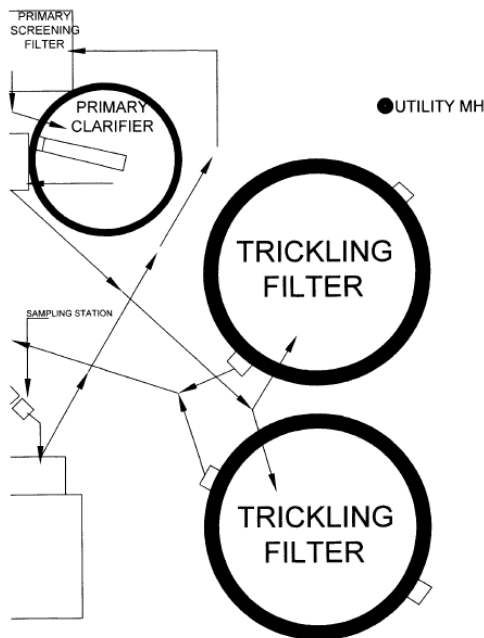 PRIMARY
SCREENING
FILTER
PRIMARY
CLARIFIER
UTILITY MH
TRICKLING
FILTER
SAMPLING STATION
TRICKLING
FILTER